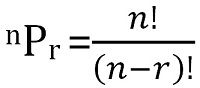 ⁿPᵣ = n!/(n−r)!